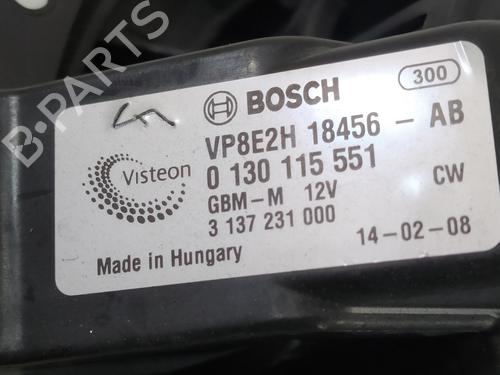 300
BOSCH
VP8E2H 18456 - AB
Visteon
0 130 115 551
GBM-M 12V CW
3 137 231 000
14-02-08
Made in Hungary
B-PARTS